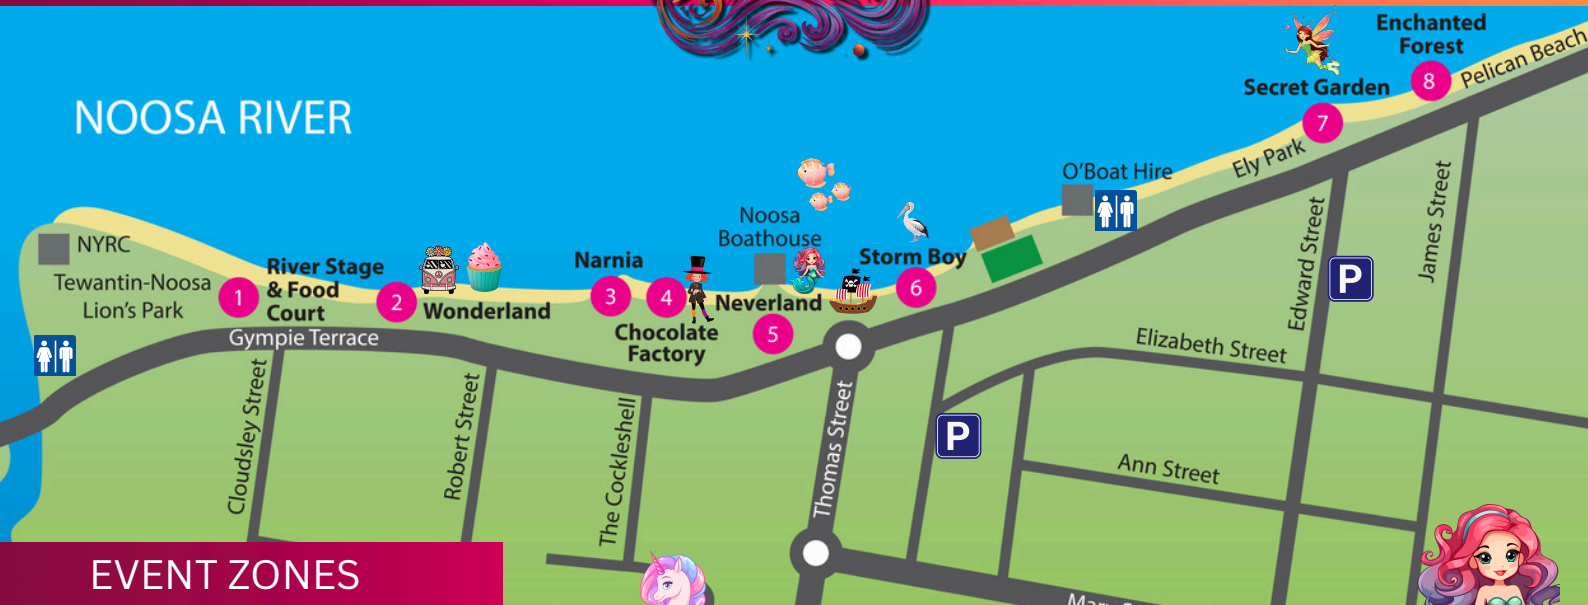 NOOSA RIVER
NYRC
Tewantin-Noosa
Lion's Park
1
River Stage
& Food
Court
2
Wonderland
Narnia
3
4
Chocolate
Factory
Noosa
Boathouse
Neverland
5
Storm Boy
6
O'Boat Hire
Ely Park
Secret Garden
7
Enchanted
Forest
8
Pelican Beach
Gympie Terrace
Cloudsley Street
Robert Street
The Cockleshell
Thomas Street
P
Elizabeth Street
Ann Street
Edward Street
P
James Street
EVENT ZONES